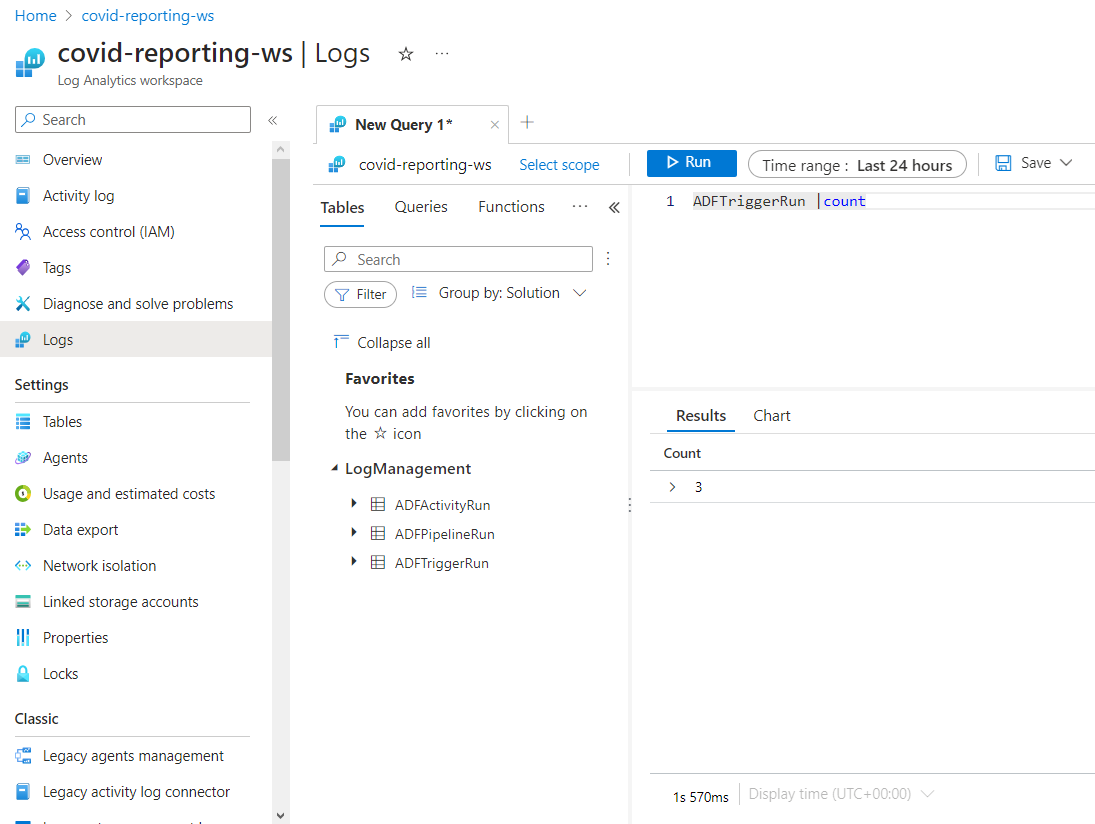 Home > covid-reporting-ws
covid-reporting-ws | Logs ☆ ···
Log Analytics workspace
Search «
Overview
Activity log
Access control (IAM)
Tags
Diagnose and solve problems
Logs
Settings
Tables
Agents
Usage and estimated costs
Data export
Network isolation
Linked storage accounts
Properties
Locks
Classic
Legacy agents management
Legacy activity log connector
New Query 1* × +
covid-reporting-ws Select scope
Run Time range : Last 24 hours Save
Tables Queries Functions ··· «
Search
Filter Group by: Solution
Collapse all
Favorites
You can add favorites by clicking on
the ☆ icon
LogManagement
ADFActivityRun
ADFPipelineRun
ADFTriggerRun
1 ADFTriggerRun |count
Results Chart
Count
> 3
1s 570ms Display time (UTC+00:00)